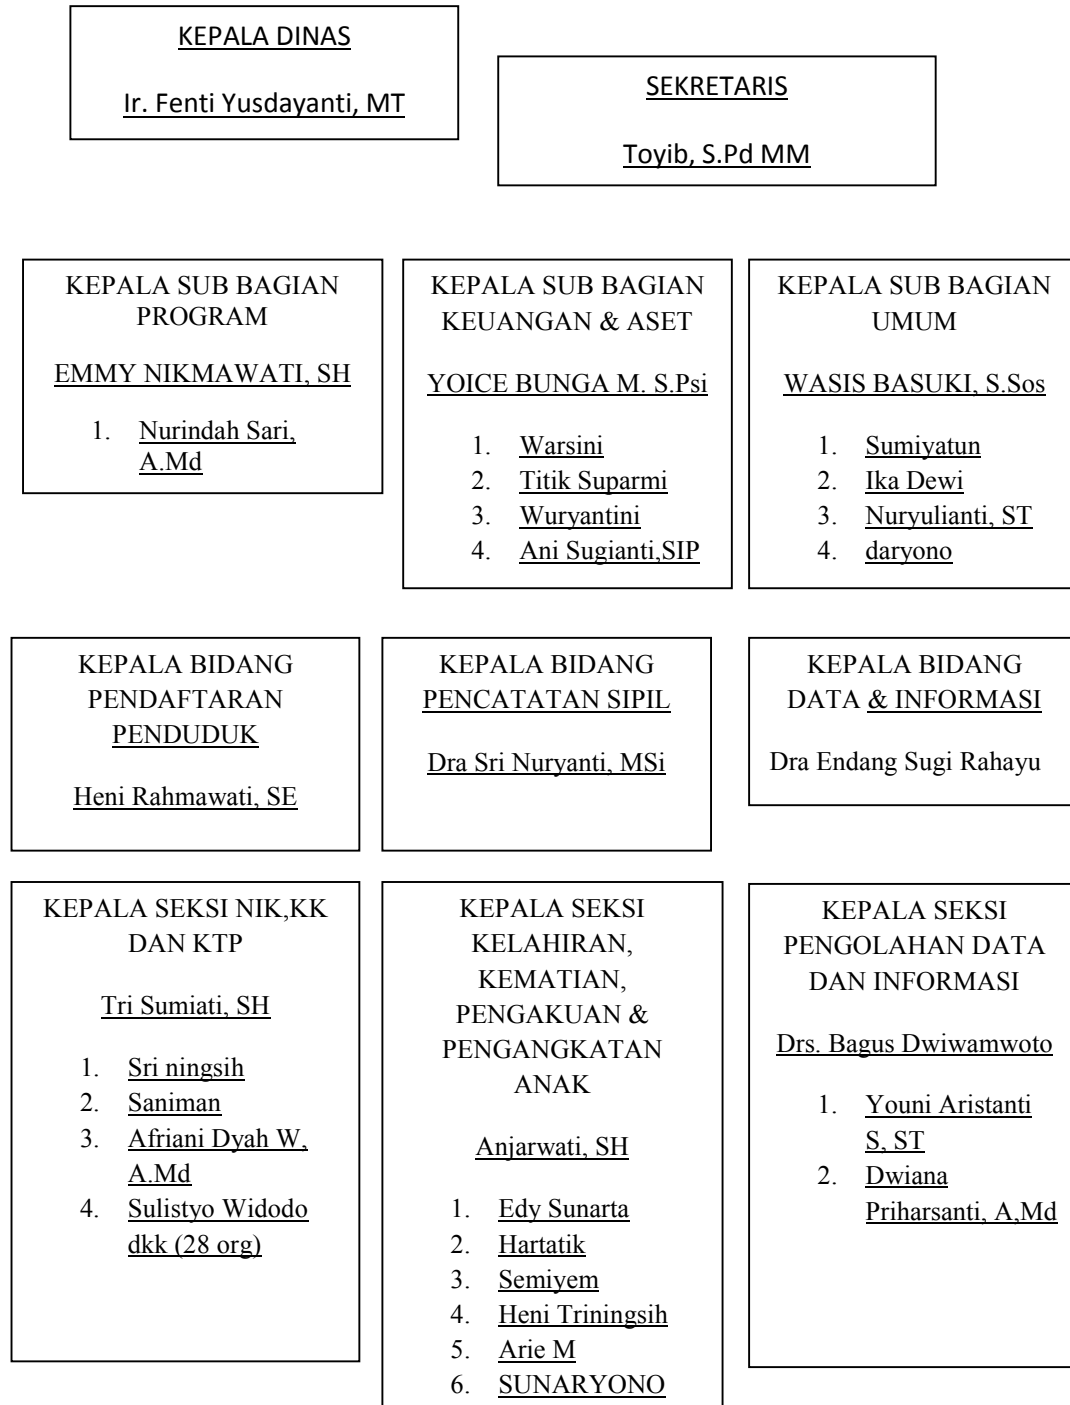 KEPALA DINAS
Ir. Fenti Yusdayanti, MT
SEKRETARIS
Toyib, S.Pd MM
KEPALA SUB BAGIAN
PROGRAM
EMMY NIKMAWATI, SH
1. Nurindah Sari,
A.Md
KEPALA SUB BAGIAN
KEUANGAN & ASET
YOICE BUNGA M. S.Psi
1. Warsini
2. Titik Suparmi
3. Wuryantini
4. Ani Sugianti,SIP
KEPALA SUB BAGIAN
UMUM
WASIS BASUKI, S.Sos
1. Sumiyatun
2. Ika Dewi
3. Nuryulianti, ST
4. daryono
KEPALA BIDANG
PENDAFTARAN
PENDUDUK
Heni Rahmawati, SE
KEPALA BIDANG
PENCATATAN SIPIL
Dra Sri Nuryanti, MSi
KEPALA BIDANG
DATA & INFORMASI
Dra Endang Sugi Rahayu
KEPALA SEKSI NIK,KK
DAN KTP
Tri Sumiati, SH
1. Sri ningsih
2. Saniman
3. Afriani Dyah W,
A.Md
4. Sulistyo Widodo
dkk (28 org)
KEPALA SEKSI
KELAHIRAN,
KEMATIAN,
PENGAKUAN &
PENGANGKATAN
ANAK
Anjarwati, SH
1. Edy Sunarta
2. Hartatik
3. Semiyem
4. Heni Triningsih
5. Arie M
6. SUNARYONO
KEPALA SEKSI
PENGOLAHAN DATA
DAN INFORMASI
Drs. Bagus Dwiwamwoto
1. Youni Aristanti
S, ST
2. Dwiana
Priharsanti, A,Md